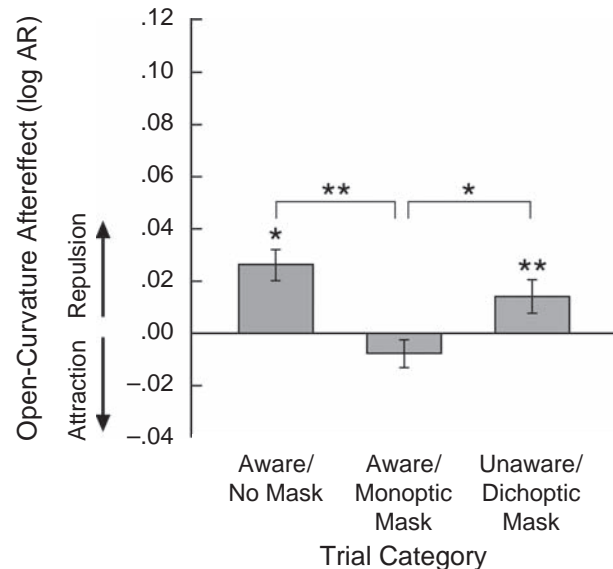 Open-Curvature Aftereffect (log AR)
Attraction
Repulsion
.12
.10
.08
.06
.04
.02
.00
–.02
–.04
**
*
*
**
Aware/
No Mask
Aware/
Monoptic
Mask
Unaware/
Dichoptic
Mask
Trial Category